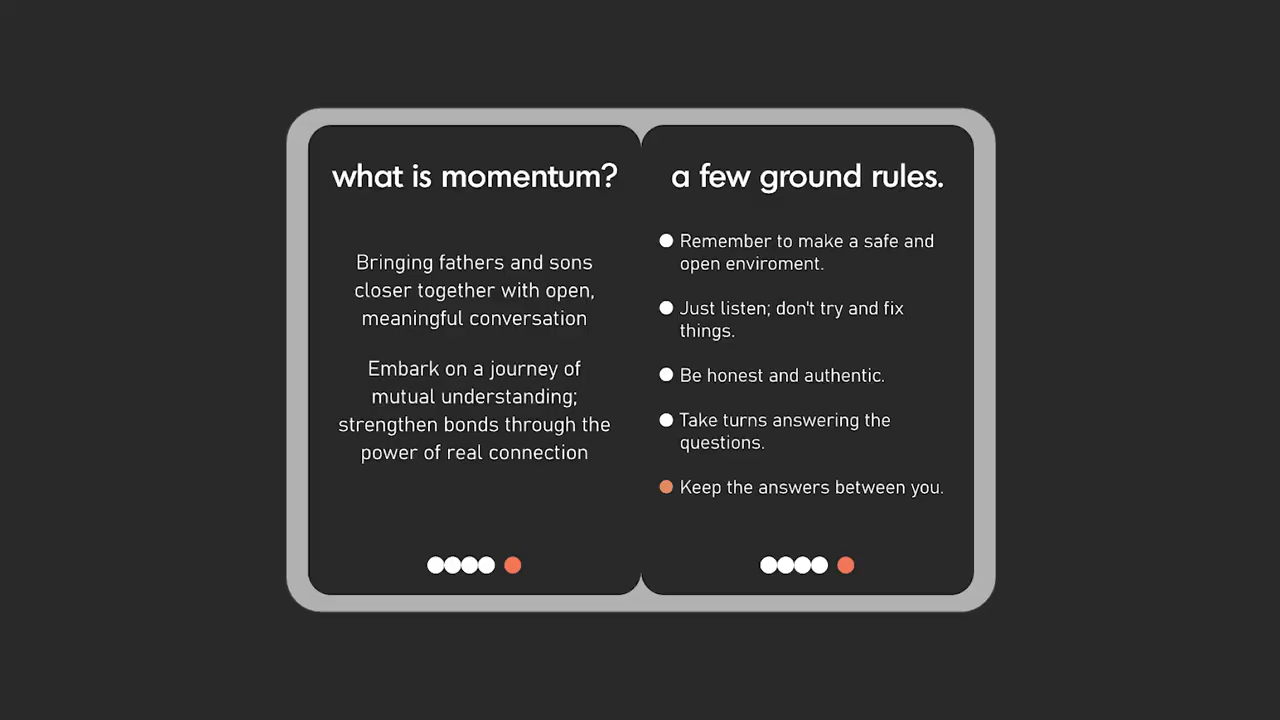 what is momentum?
Bringing fathers and sons
closer together with open,
meaningful conversation
Embark on a journey of
mutual understanding;
strengthen bonds through the
power of real connection
a few ground rules.
Remember to make a safe and
open enviroment.
Just listen; don't try and fix
things.
Be honest and authentic.
Take turns answering the
questions.
Keep the answers between you.